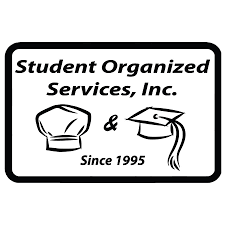 Student Organized
Services, Inc.
&
Since 1995